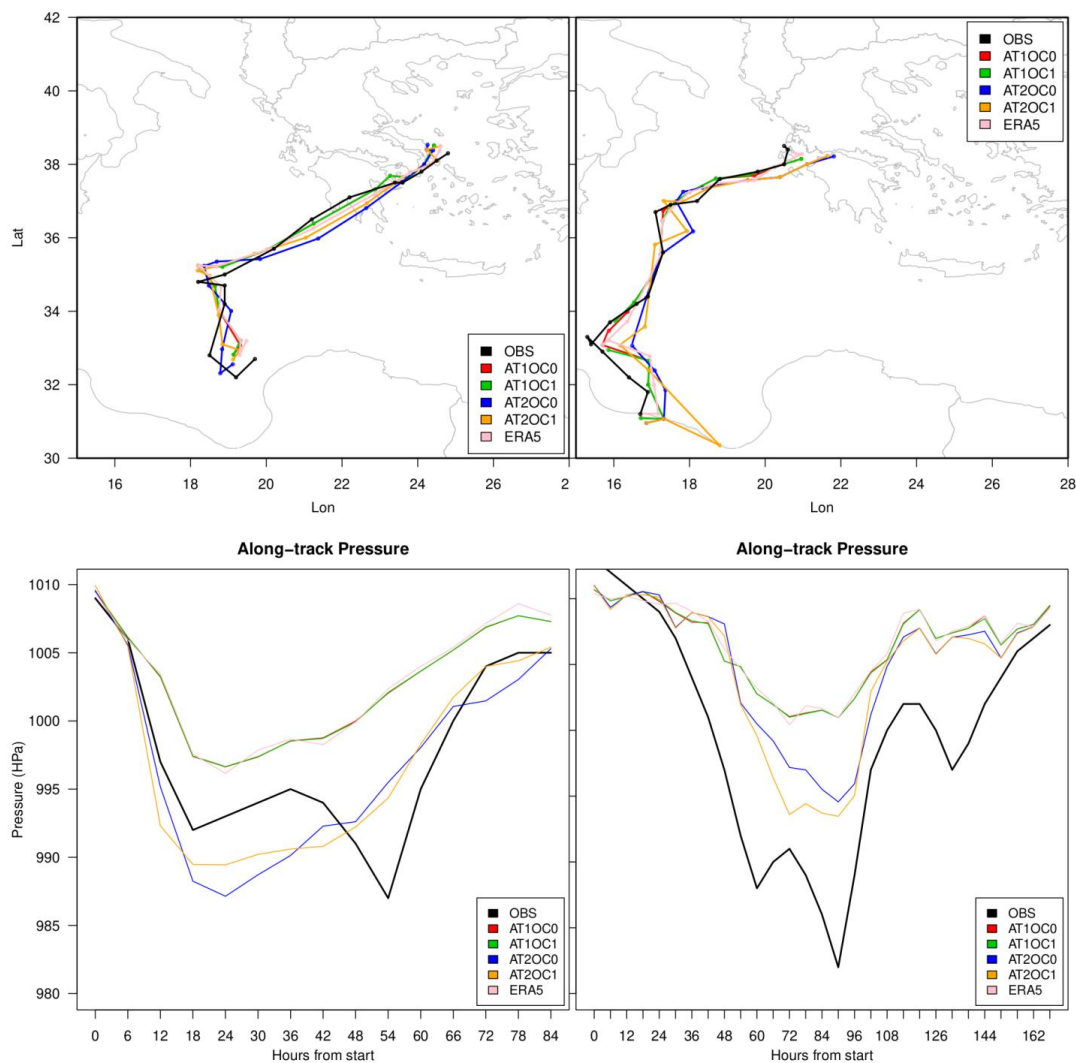 42
40
38
36
34
32
30
Lat
OBS
AT1OC0
AT1OC1
AT2OC0
AT2OC1
ERA5
16 18 20 22 24 26 2
Lon
OBS
AT1OC0
AT1OC1
AT2OC0
AT2OC1
ERA5
16 18 20 22 24 26 28
Lon
Along−track Pressure
1010
1005
1000
995
990
985
980
Pressure (HPa)
OBS
AT1OC0
AT1OC1
AT2OC0
AT2OC1
ERA5
0 6 12 18 24 30 36 42 48 54 60 66 72 78 84
Hours from start
Along−track Pressure
OBS
AT1OC0
AT1OC1
AT2OC0
AT2OC1
ERA5
0 12 24 36 48 60 72 84 96 108 126 144 162
Hours from start